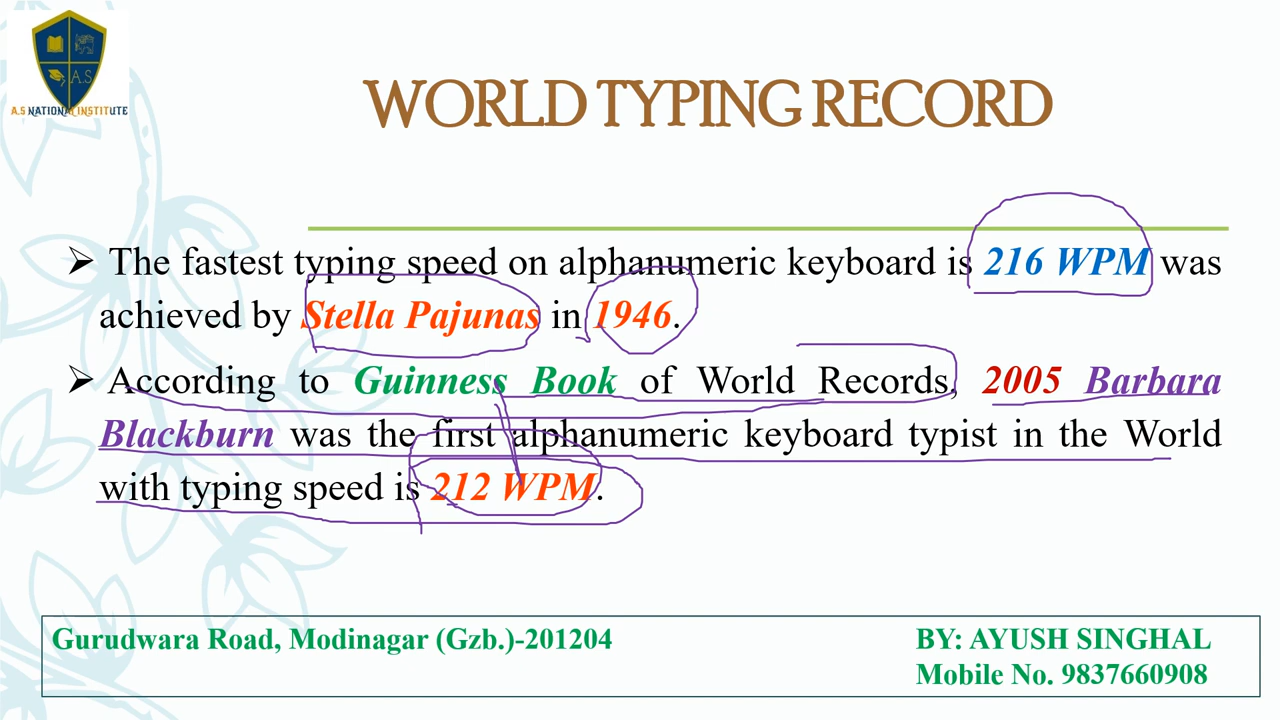 A.S
A.S NATIONAL INSTITUTE
WORLD TYPING RECORD
The fastest typing speed on alphanumeric keyboard is 216 WPM was
achieved by Stella Pajunas in 1946.
According to Guinness Book of World Records, 2005 Barbara
Blackburn was the first alphanumeric keyboard typist in the World
with typing speed is 212 WPM.
Gurudwara Road, Modinagar (Gzb.)-201204
BY: AYUSH SINGHAL
Mobile No. 9837660908